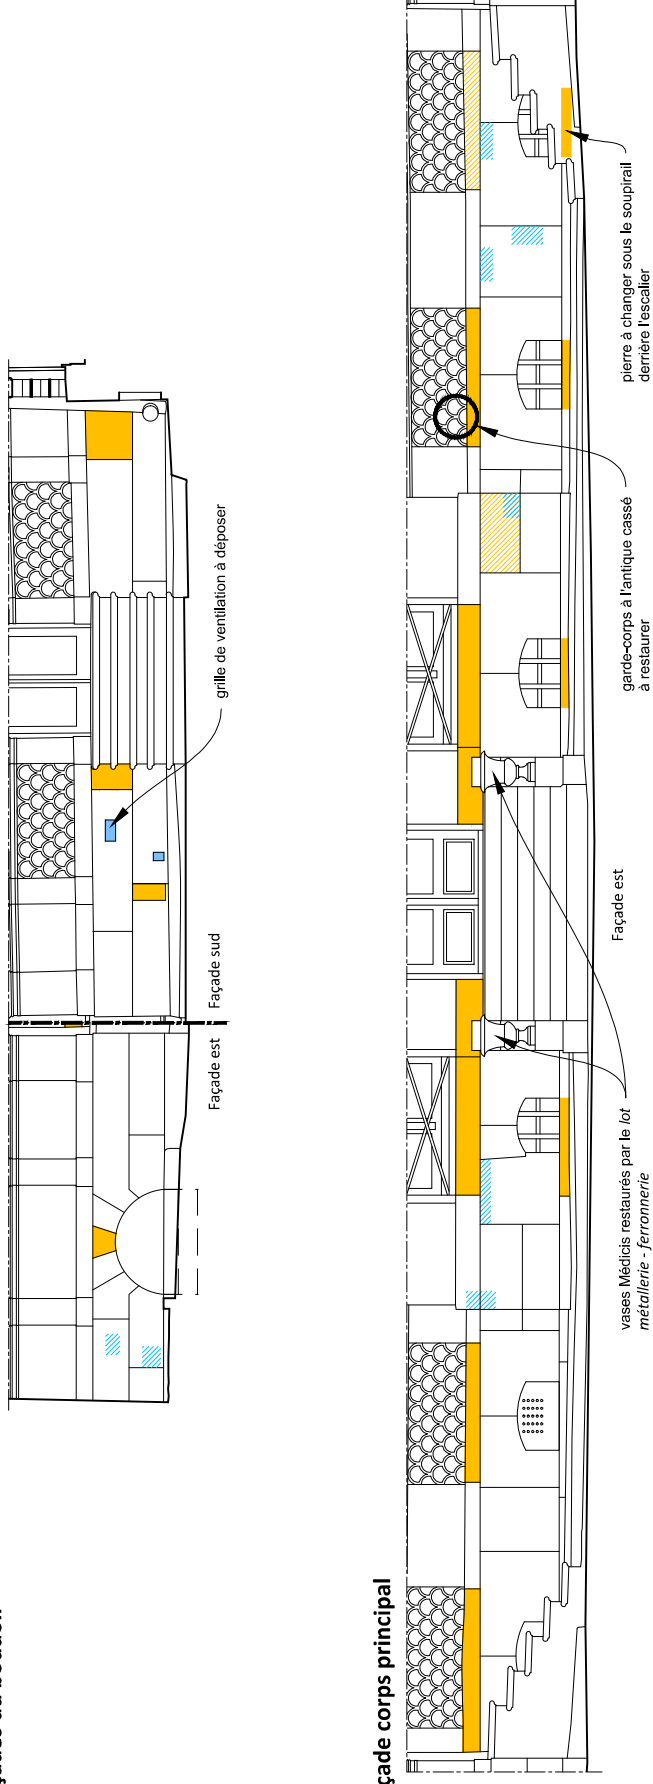 grille de ventilation à déposer
Façade est
Façade sud
çade corps principal
vases Médicis restaurés par le lot
métallerie - ferronnerie
Façade est
garde-corps à l'antique cassé
à restaurer
pierre à changer sous le soupirail
derrière l'escalier